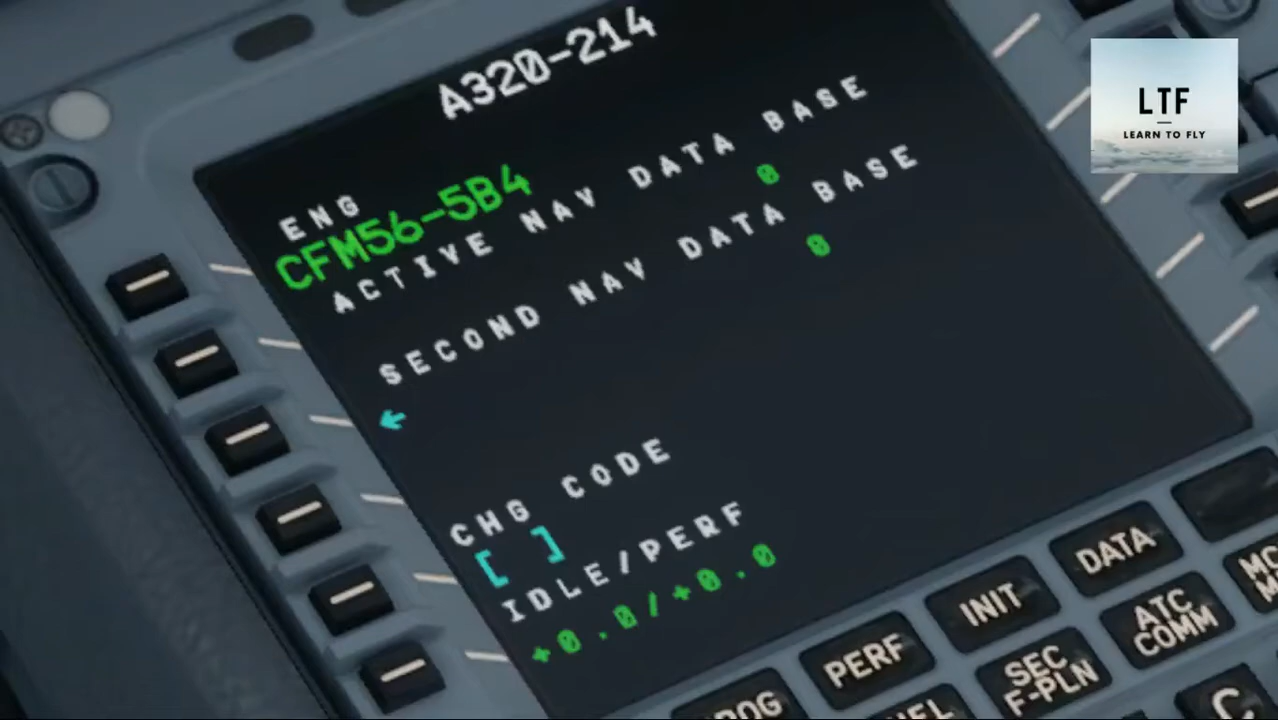 A320-214
ENG
CFM56-5B4
ACTIVE NAV DATA BASE
0
SECOND NAV DATA BASE
0
←
CHG CODE
[ ]
IDLE/PERF
+0.0/+0.0
DATA
INIT
PERF
ATC
COMM
SEC
F-PLN
C
LTF
LEARN TO FLY